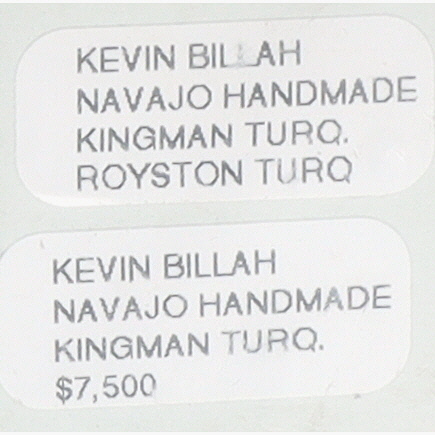 KEVIN BILLAH
NAVAJO HANDMADE
KINGMAN TURQ.
ROYSTON TURQ
KEVIN BILLAH
NAVAJO HANDMADE
KINGMAN TURQ.
$7,500